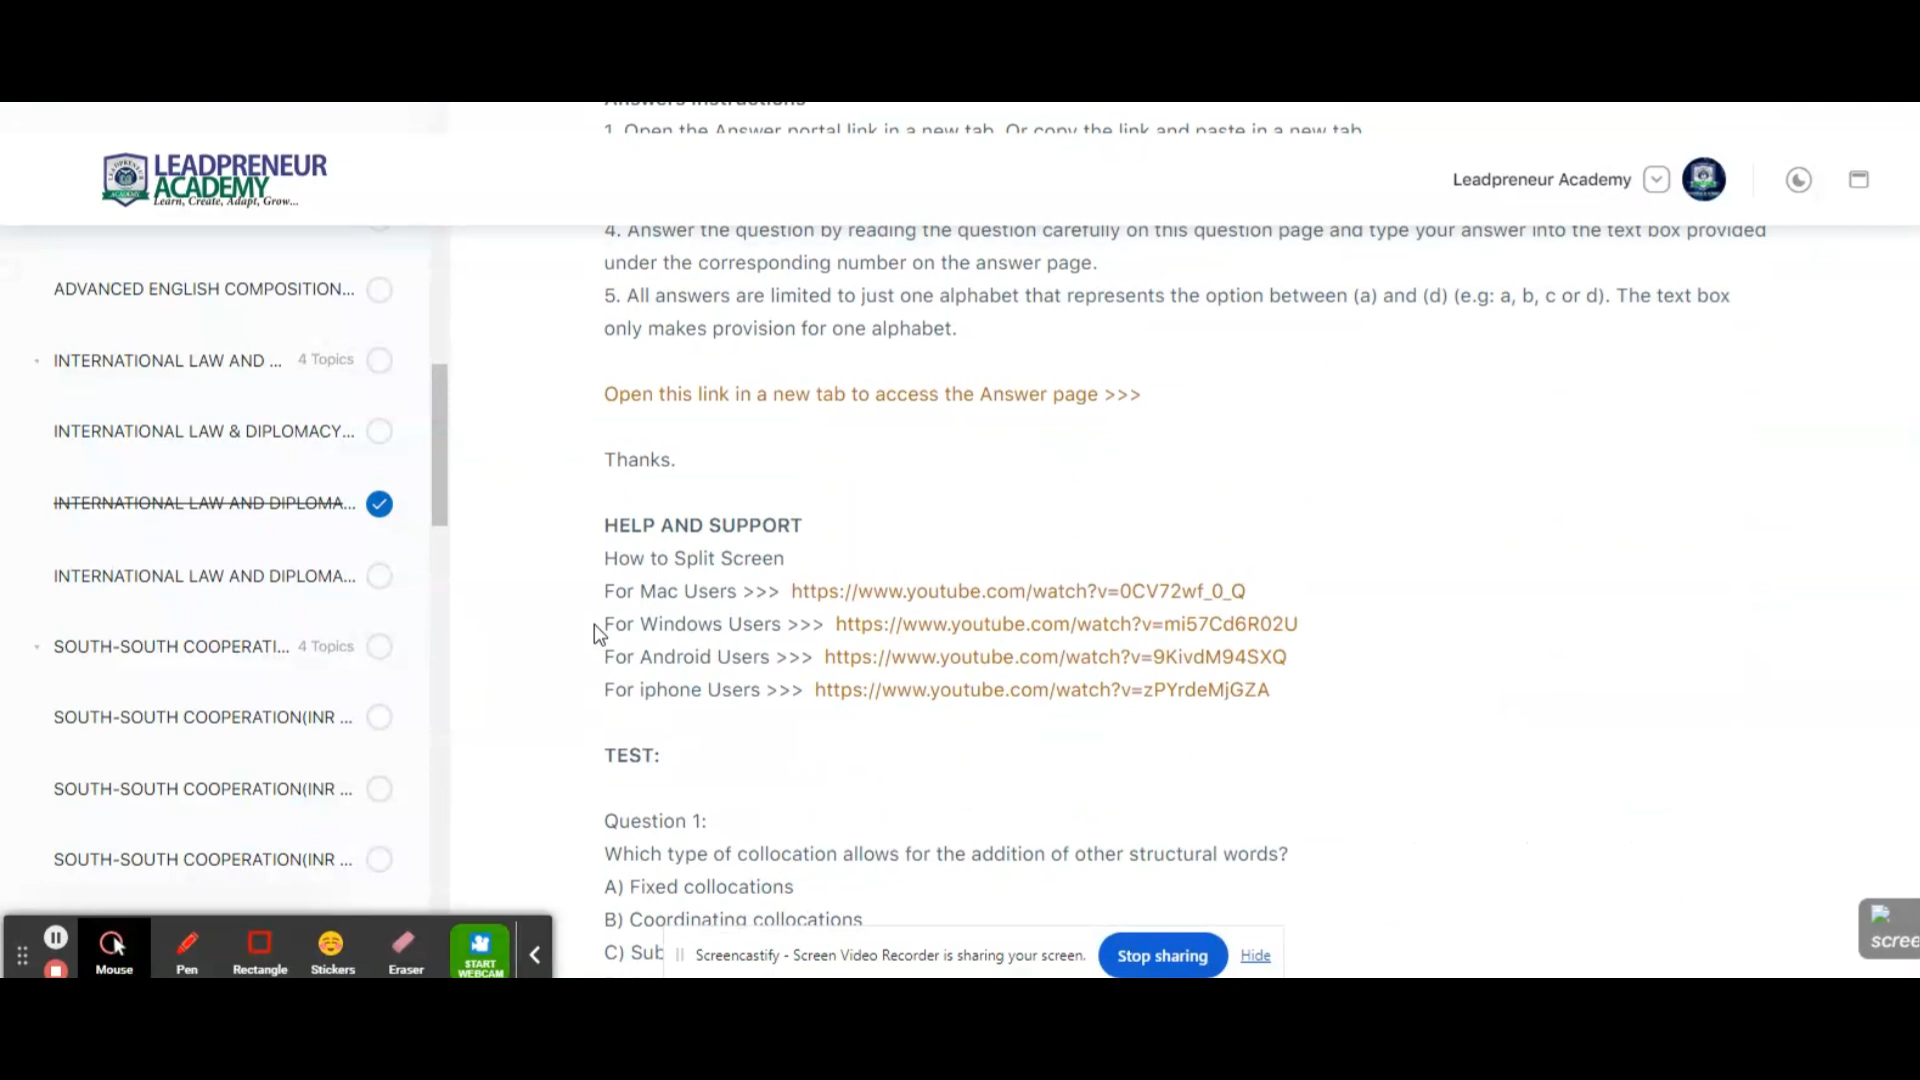 Answers Instructions
1. Open the Answer portal link in a new tab. Or copy the link and paste in a new tab.
LEADPRENEUR
ACADEMY
Learn, Create, Adapt, Grow...
Leadpreneur Academy
4. Answer the question by reading the question carefully on this question page and type your answer into the text box provided
under the corresponding number on the answer page.
5. All answers are limited to just one alphabet that represents the option between (a) and (d) (e.g: a, b, c or d). The text box
only makes provision for one alphabet.
Open this link in a new tab to access the Answer page >>>
Thanks.
HELP AND SUPPORT
How to Split Screen
For Mac Users >>> https://www.youtube.com/watch?v=0CV72wf_0_Q
For Windows Users >>> https://www.youtube.com/watch?v=mi57Cd6R02U
For Android Users >>> https://www.youtube.com/watch?v=9KivdM94SXQ
For iphone Users >>> https://www.youtube.com/watch?v=zPYrdeMjGZA
TEST:
Question 1:
Which type of collocation allows for the addition of other structural words?
A) Fixed collocations
B) Coordinating collocations
C) Sub
ADVANCED ENGLISH COMPOSITION...
INTERNATIONAL LAW AND ... 4 Topics
INTERNATIONAL LAW & DIPLOMACY...
INTERNATIONAL LAW AND DIPLOMA...
INTERNATIONAL LAW AND DIPLOMA...
SOUTH-SOUTH COOPERATI... 4 Topics
SOUTH-SOUTH COOPERATION(INR ...
SOUTH-SOUTH COOPERATION(INR ...
SOUTH-SOUTH COOPERATION(INR ...
Mouse
Pen
Rectangle
Stickers
Eraser
START
WEBCAM
Screencastify - Screen Video Recorder is sharing your screen.
Stop sharing
Hide
scree